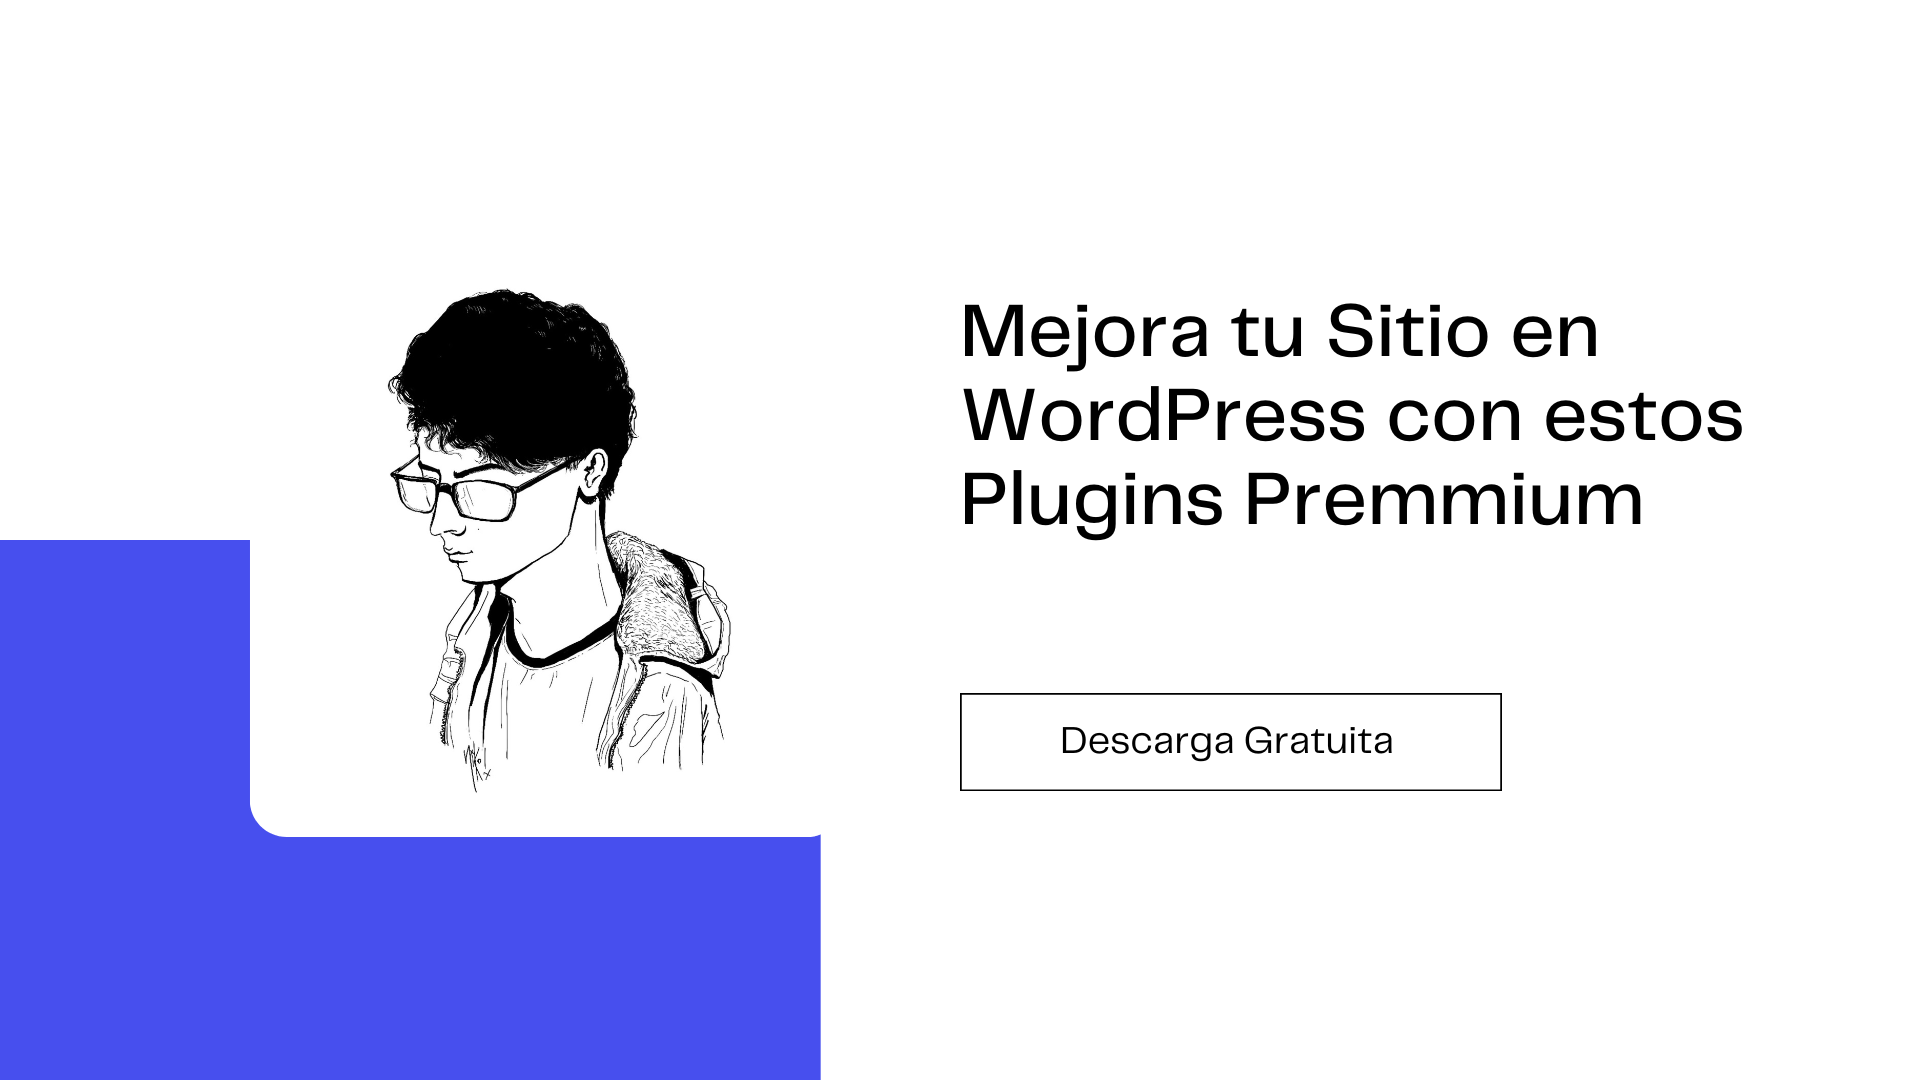 Mejora tu Sitio en
WordPress con estos
Plugins Premmium
Descarga Gratuita